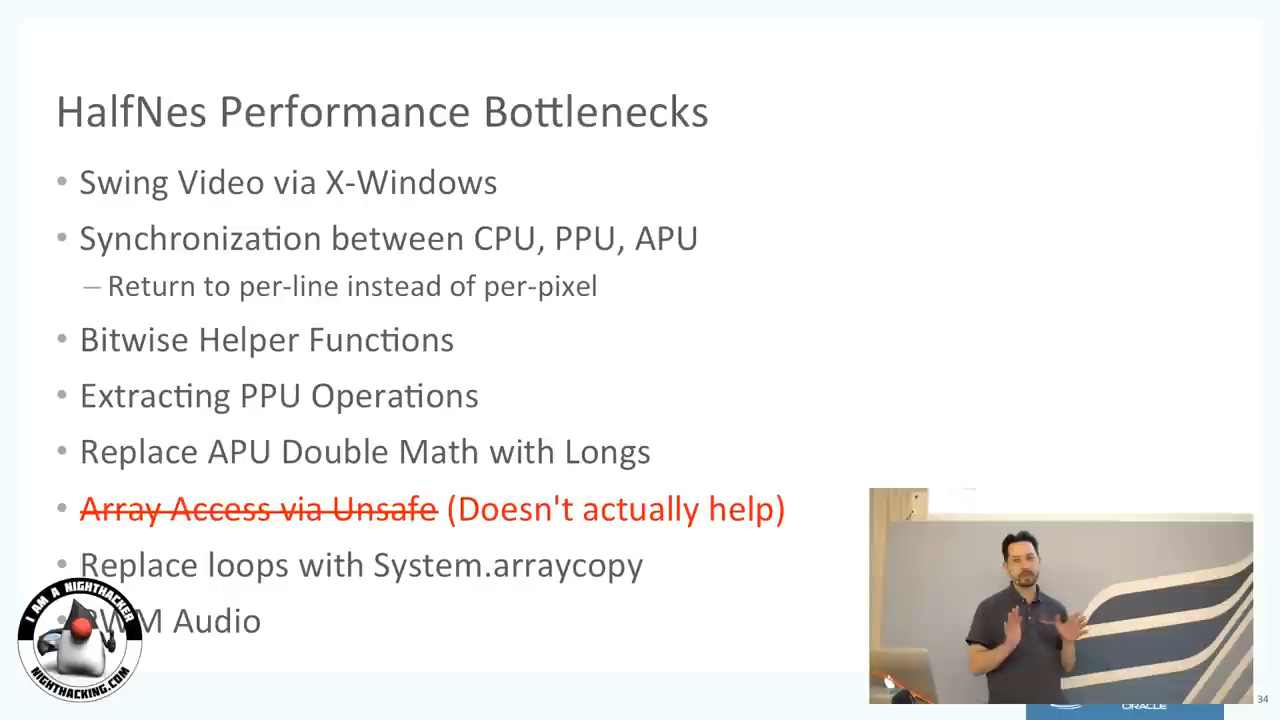 HalfNes Performance Bottlenecks
• Swing Video via X-Windows
• Synchronization between CPU, PPU, APU
– Return to per-line instead of per-pixel
• Bitwise Helper Functions
• Extracting PPU Operations
• Replace APU Double Math with Longs
• Array Access via Unsafe (Doesn't actually help)
• Replace loops with System.arraycopy
PWM Audio
I AM A NIGHTHACKER
NIGHTHACKING.COM
ORACLE
34